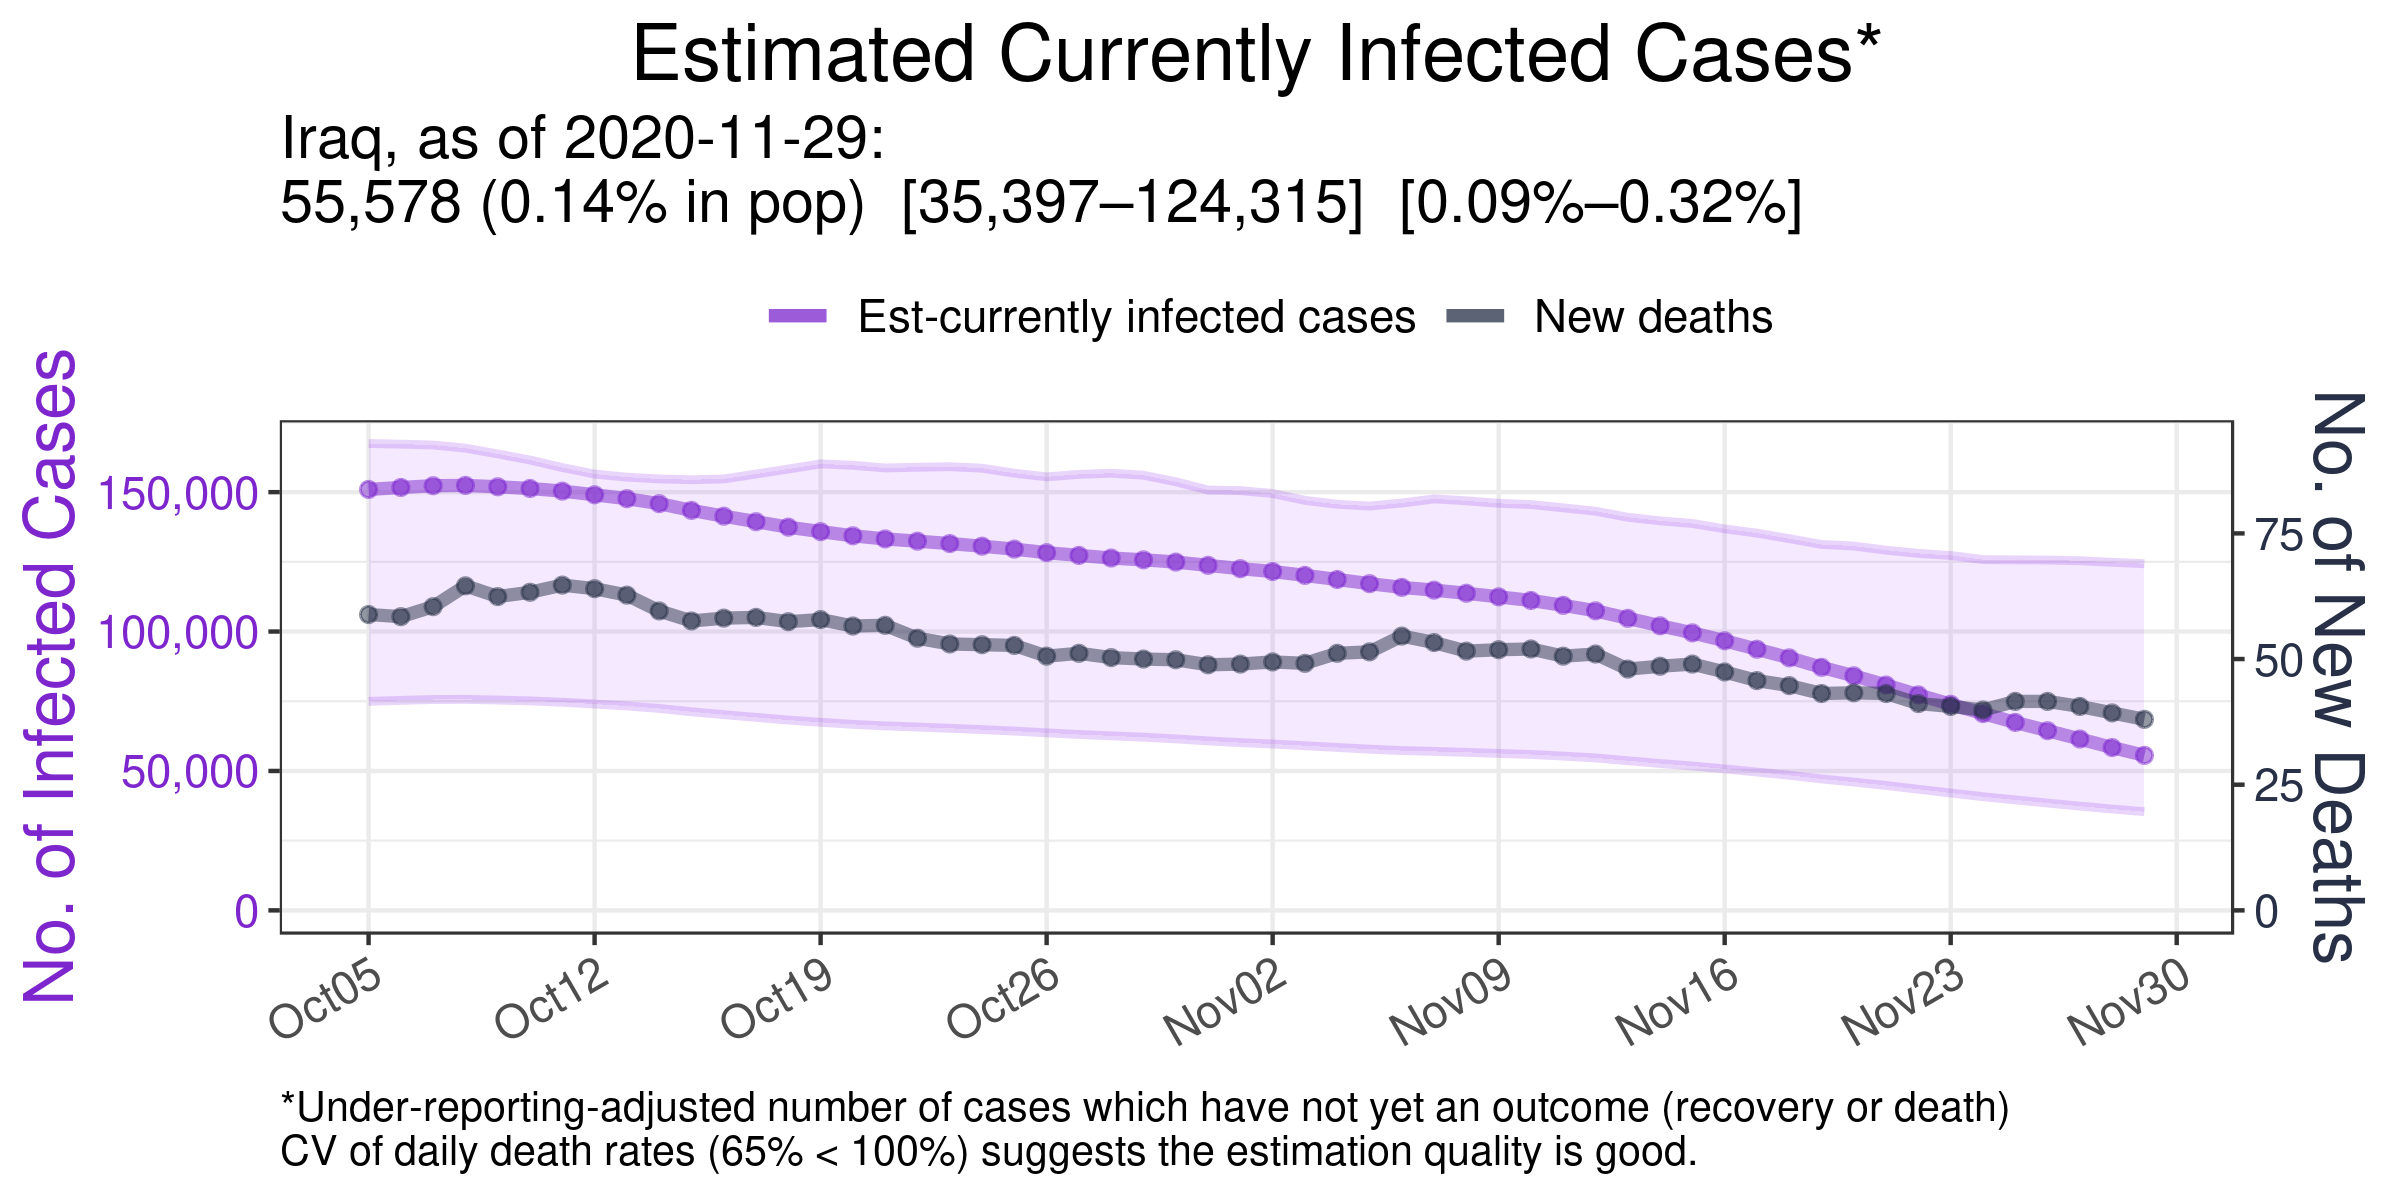 Estimated Currently Infected Cases*
Iraq, as of 2020-11-29:
55,578 (0.14% in pop)  [35,397–124,315]  [0.09%–0.32%]
Est-currently infected cases
New deaths
No. of Infected Cases
150,000
100,000
50,000
0
No. of New Deaths
75
50
25
0
Oct05
Oct12
Oct19
Oct26
Nov02
Nov09
Nov16
Nov23
Nov30
*Under-reporting-adjusted number of cases which have not yet an outcome (recovery or death)
CV of daily death rates (65% < 100%) suggests the estimation quality is good.